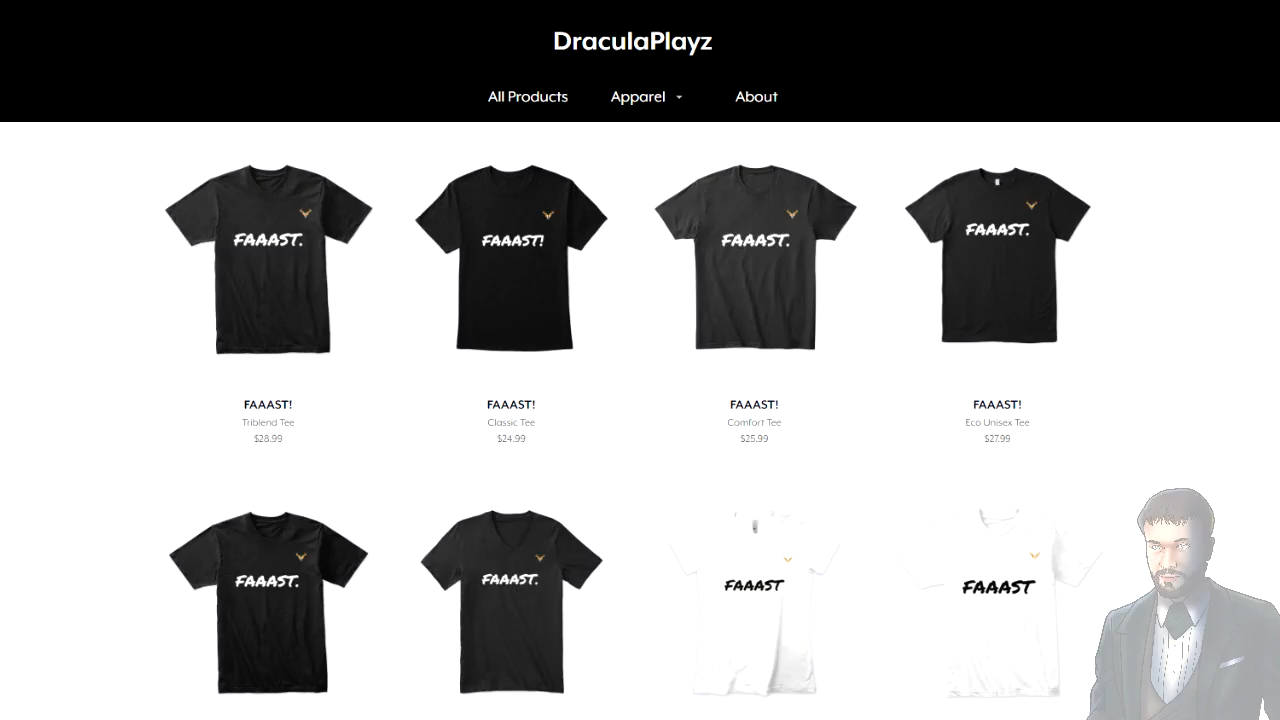 DraculaPlayz
All Products Apparel About
FAAAST. FAAAST! FAAAST. FAAAST.
FAAAST! FAAAST! FAAAST! FAAAST!
Triblend Tee Classic Tee Comfort Tee Eco Unisex Tee
$28.99 $24.99 $25.99 $27.99
FAAAST. FAAAST. FAAAST FAAAST